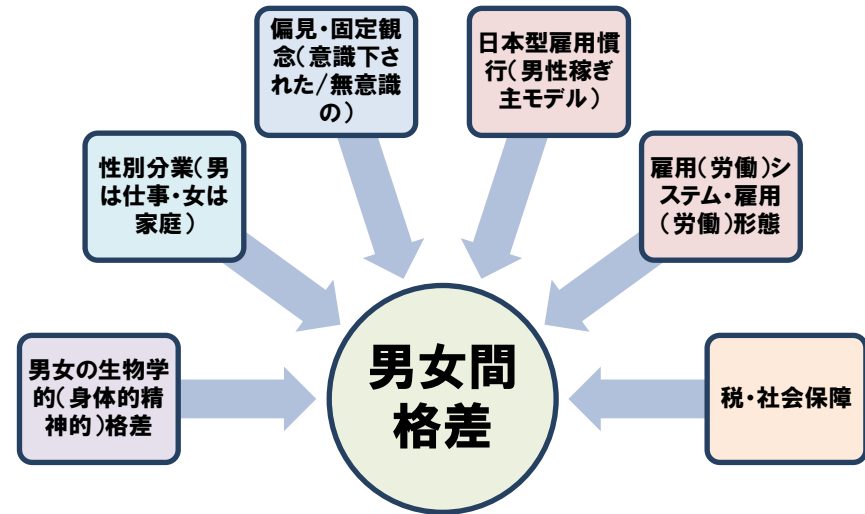 偏見・固定観
念(意識下さ
れた/無意識
の)
日本型雇用慣
行(男性稼ぎ
主モデル)
性別分業(男
は仕事・女は
家庭)
雇用(労働)シ
ステム・雇用
(労働)形態
男女の生物学
的(身体的精
神的)格差
男女間
格差
税・社会保障